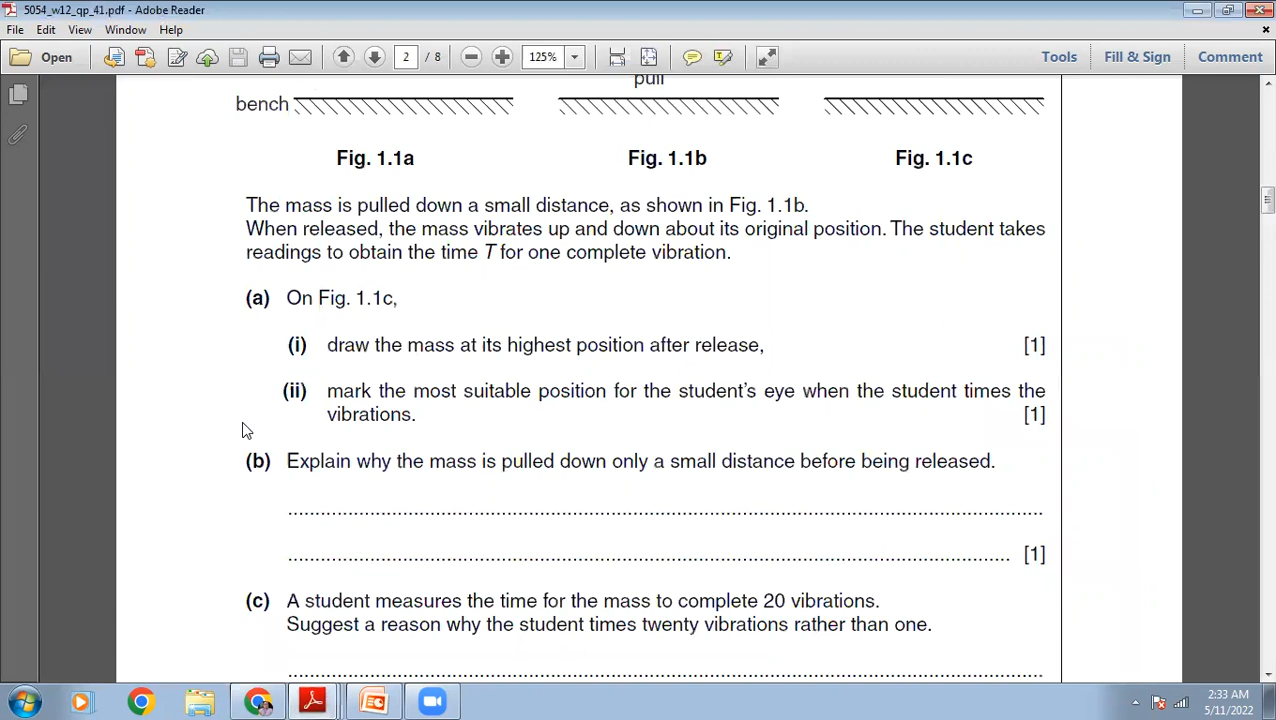 5054_w12_qp_41.pdf - Adobe Reader
File Edit View Window Help
Open 2 / 8 125% Tools Fill & Sign Comment
pull
bench
Fig. 1.1a Fig. 1.1b Fig. 1.1c
The mass is pulled down a small distance, as shown in Fig. 1.1b.
When released, the mass vibrates up and down about its original position. The student takes
readings to obtain the time T for one complete vibration.
(a) On Fig. 1.1c,
(i) draw the mass at its highest position after release, [1]
(ii) mark the most suitable position for the student's eye when the student times the
vibrations. [1]
(b) Explain why the mass is pulled down only a small distance before being released.
..........................................................................................................................................
...................................................................................................................................... [1]
(c) A student measures the time for the mass to complete 20 vibrations.
Suggest a reason why the student times twenty vibrations rather than one.
..........................................................................................................................................
2:33 AM
5/11/2022